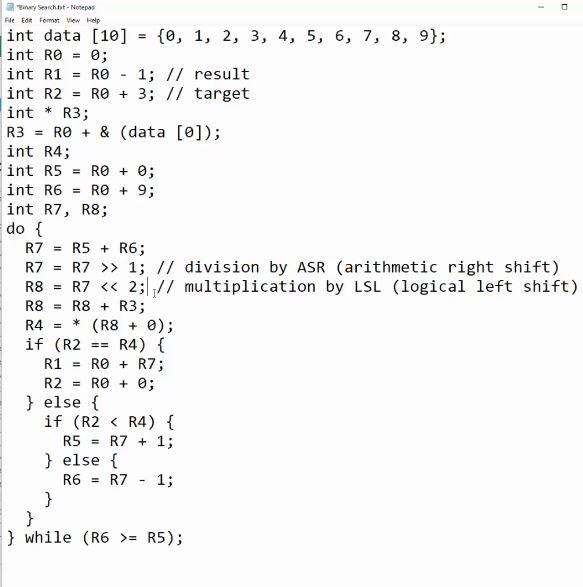 *Binary Search.txt - Notepad
File Edit Format View Help
int data [10] = {0, 1, 2, 3, 4, 5, 6, 7, 8, 9};
int R0 = 0;
int R1 = R0 - 1; // result
int R2 = R0 + 3; // target
int * R3;
R3 = R0 + & (data [0]);
int R4;
int R5 = R0 + 0;
int R6 = R0 + 9;
int R7, R8;
do {
  R7 = R5 + R6;
  R7 = R7 >> 1; // division by ASR (arithmetic right shift)
  R8 = R7 << 2; // multiplication by LSL (logical left shift)
  R8 = R8 + R3;
  R4 = * (R8 + 0);
  if (R2 == R4) {
    R1 = R0 + R7;
    R2 = R0 + 0;
  } else {
    if (R2 < R4) {
      R5 = R7 + 1;
    } else {
      R6 = R7 - 1;
    }
  }
} while (R6 >= R5);